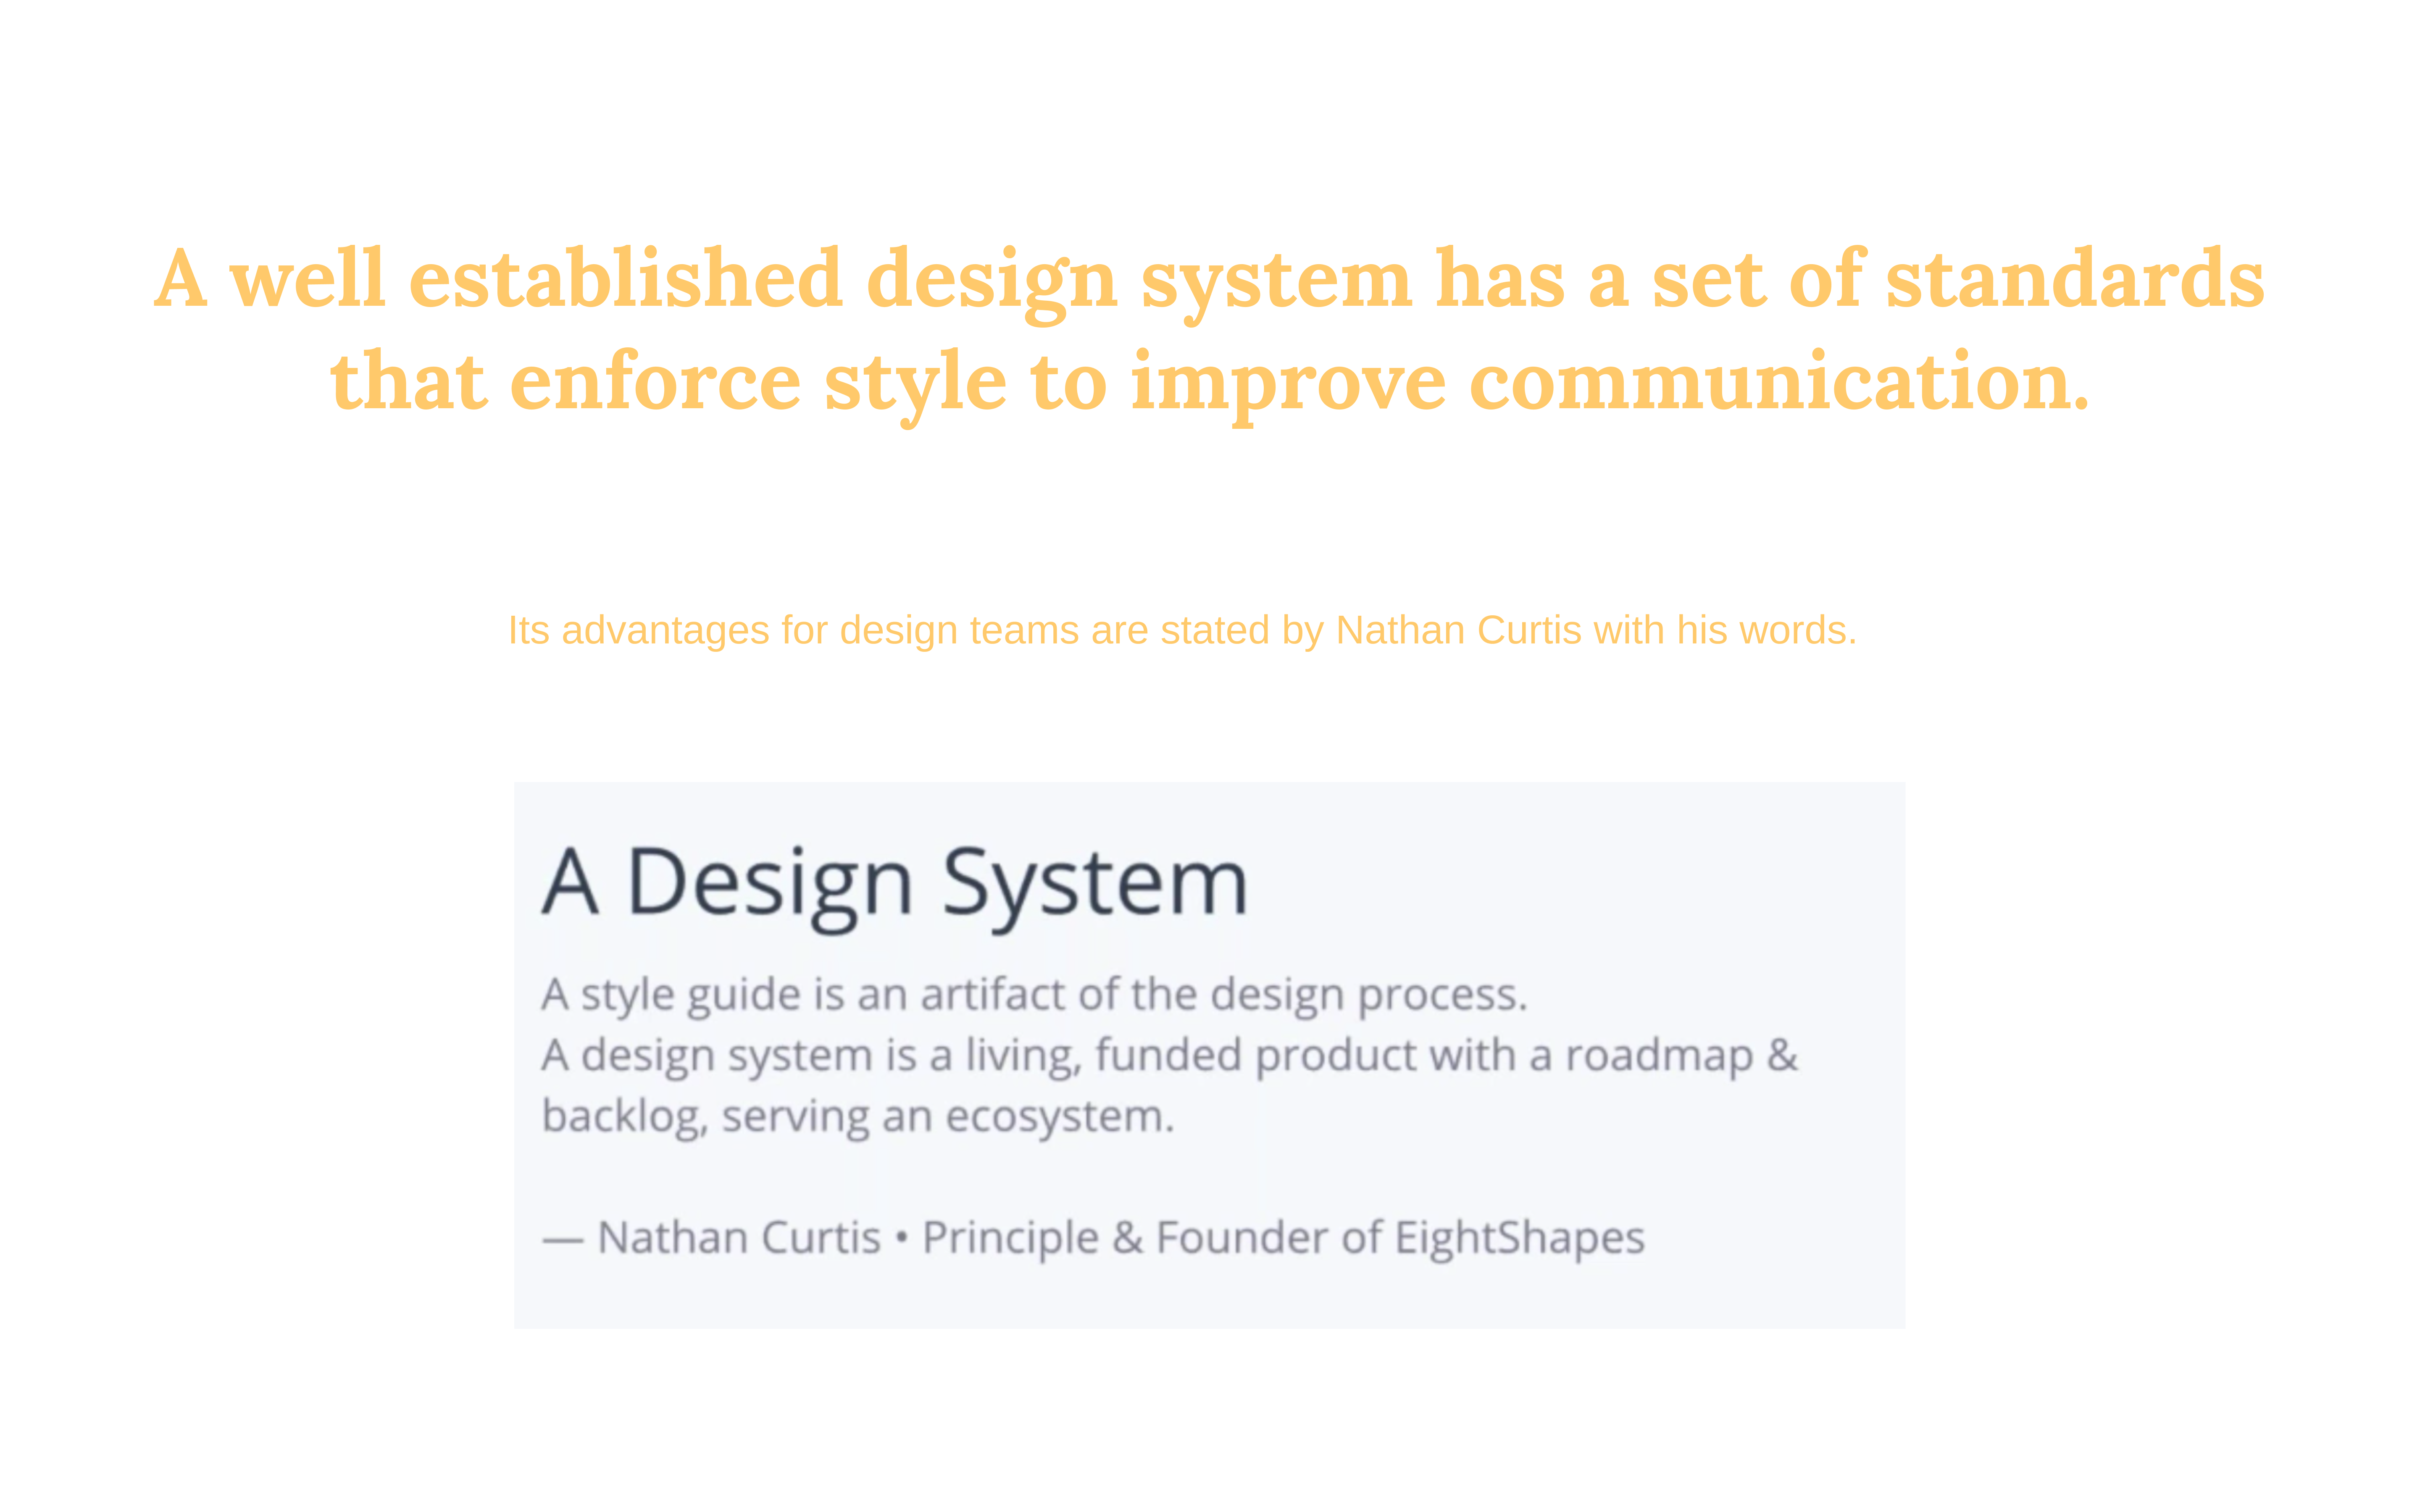 A well established design system has a set of standards
that enforce style to improve communication.
Its advantages for design teams are stated by Nathan Curtis with his words.
A Design System
A style guide is an artifact of the design process.
A design system is a living, funded product with a roadmap &
backlog, serving an ecosystem.
— Nathan Curtis • Principle & Founder of EightShapes